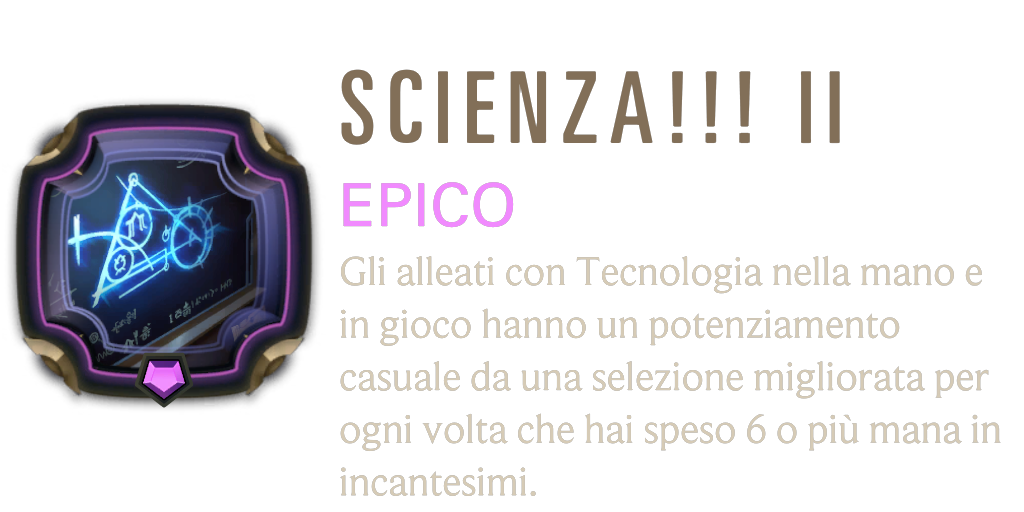 SCIENZA!!! II
EPICO
Gli alleati con Tecnologia nella mano e
in gioco hanno un potenziamento
casuale da una selezione migliorata per
ogni volta che hai speso 6 o più mana in
incantesimi.